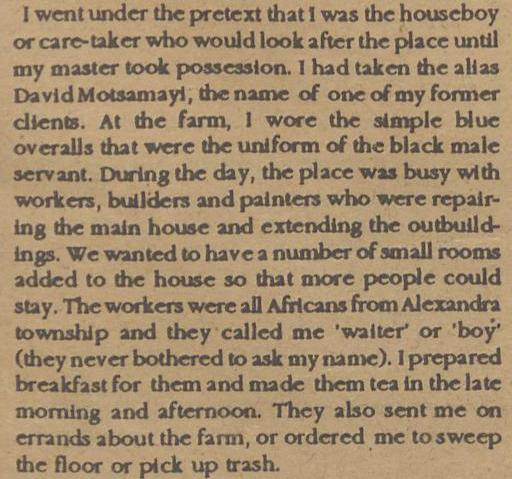 I went under the pretext that I was the houseboy
or care-taker who would look after the place until
my master took possession. I had taken the alias
David Motsamayi, the name of one of my former
clients. At the farm, I wore the simple blue
overalls that were the uniform of the black male
servant. During the day, the place was busy with
workers, builders and painters who were repair-
ing the main house and extending the outbuild-
ings. We wanted to have a number of small rooms
added to the house so that more people could
stay. The workers were all Africans from Alexandra
township and they called me 'waiter' or 'boy'
(they never bothered to ask my name). I prepared
breakfast for them and made them tea in the late
morning and afternoon. They also sent me on
errands about the farm, or ordered me to sweep
the floor or pick up trash.